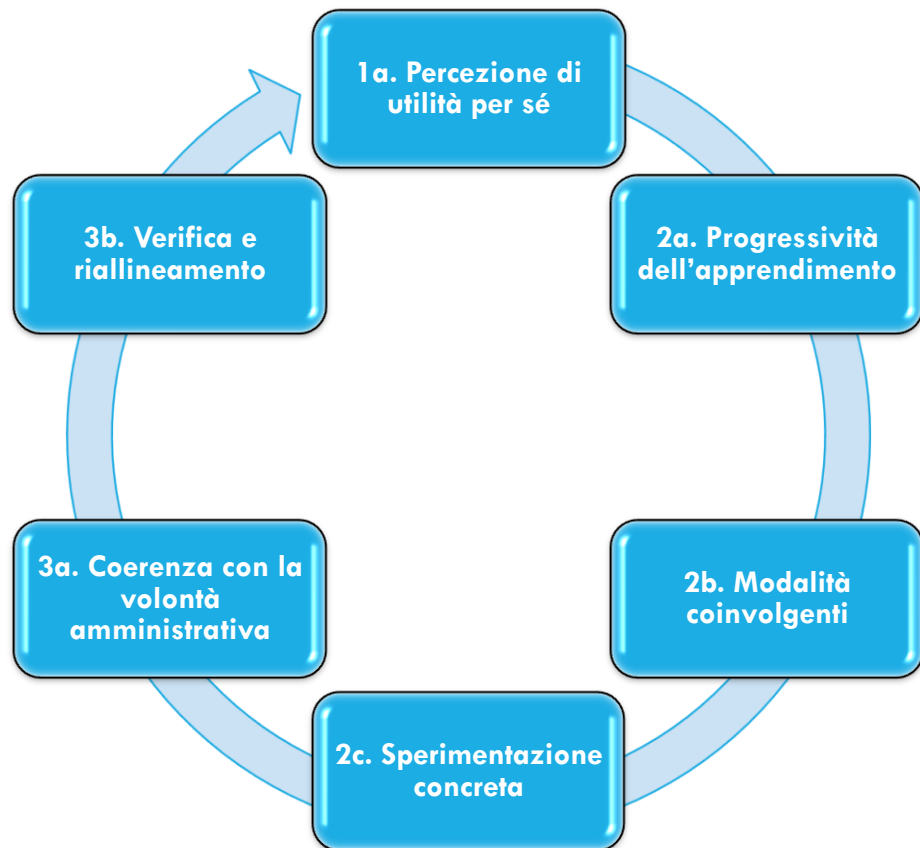 1a. Percezione di
utilità per sé
2a. Progressività
dell’apprendimento
2b. Modalità
coinvolgenti
2c. Sperimentazione
concreta
3a. Coerenza con la
volontà
amministrativa
3b. Verifica e
riallineamento